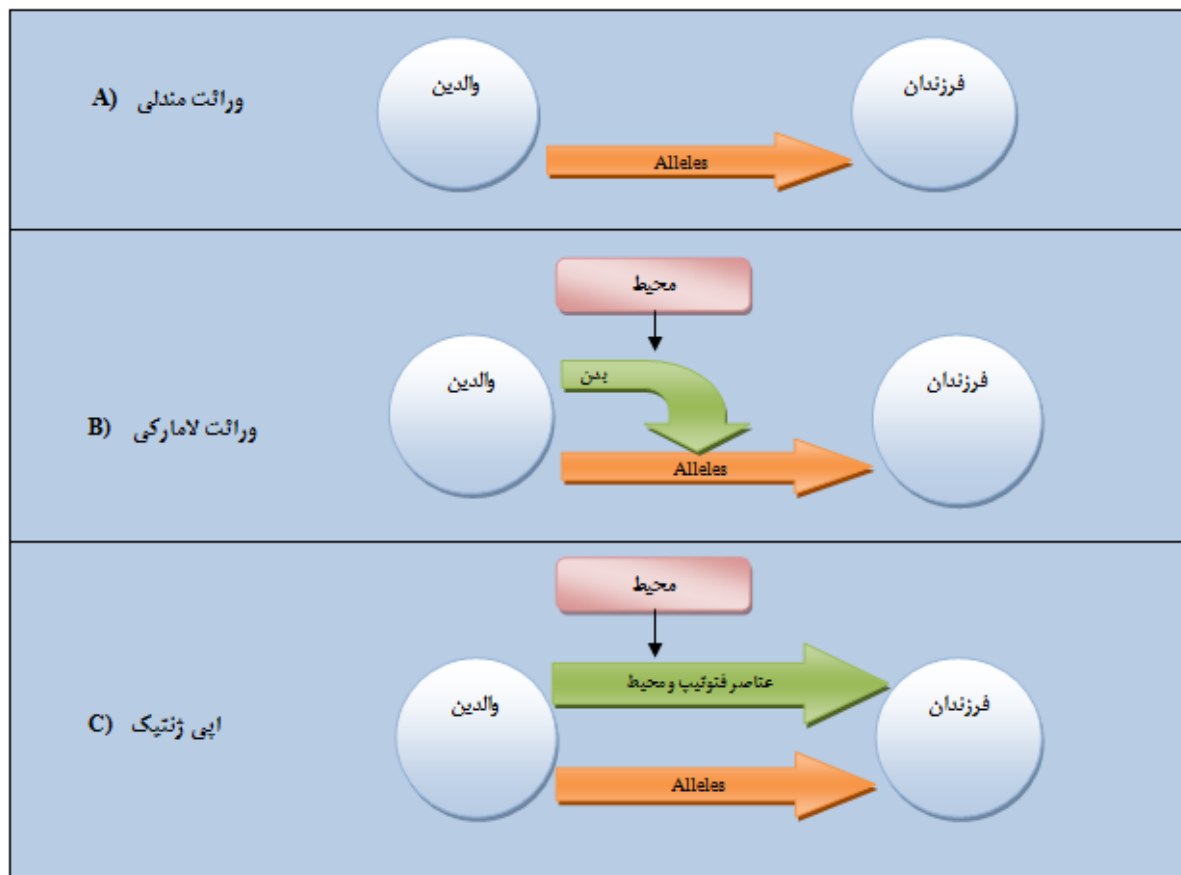 A) وراثت مندلی
والدین
فرزندان
Alleles
محیط
B) وراثت لامارکی
والدین
بدن
فرزندان
Alleles
محیط
C) اپی ژنتیک
والدین
عناصر فنوتیپ و محیط
فرزندان
Alleles